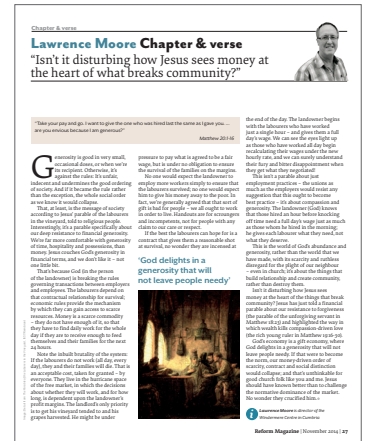 Chapter & verse
Lawrence Moore Chapter & verse
“Isn’t it disturbing how Jesus sees money at
the heart of what breaks community?”
“Take your pay and go. I want to give the one who was hired last the same as I gave you …
are you envious because I am generous?”
Matthew 20:1-16
Generosity is good in very small,
occasional doses, or when we’re
its recipient. Otherwise, it’s
against the rules: It’s unfair,
indecent and undermines the good ordering
of society. And if it became the rule rather
than the exception, the whole social order
as we know it would collapse.
That, at least, is the message of society
according to Jesus’ parable of the labourers
in the vineyard, told to religious people.
Interestingly, it’s a parable specifically about
our deep resistance to financial generosity.
We’re far more comfortable with generosity
of time, hospitality and possessions, than
money. Jesus couches God’s generosity in
financial terms, and we don’t like it – not
one little bit.
That’s because God (in the person
of the landowner) is breaking the rules
governing transactions between employers
and employees. The labourers depend on
that contractual relationship for survival;
economic rules provide the mechanism
by which they can gain access to scarce
resources. Money is a scarce commodity
– they do not have enough of it, so that
they have to find daily work for the whole
day if they are to receive enough to feed
themselves and their families for the next
24 hours.
Note the inbuilt brutality of the system:
If the labourers do not work (all day, every
day), they and their families will die. That is
an acceptable cost, taken for granted – by
everyone. They live in the hurricane space
of the free market, in which the decisions
about whether they will work, and for how
long, is dependent upon the landowner’s
profit margins. The landlord’s only priority
is to get his vineyard tended to and his
grapes harvested. He might be under
pressure to pay what is agreed to be a fair
wage, but is under no obligation to ensure
the survival of the families on the margins.
No one would expect the landowner to
employ more workers simply to ensure that
the labourers survived; no one would expect
him to give his money away to the poor. In
fact, we’re generally agreed that that sort of
gift is bad for people – we all ought to work
in order to live. Handouts are for scroungers
and incompetents, not for people with any
claim to our care or respect.
If the best the labourers can hope for is a
contract that gives them a reasonable shot
at survival, no wonder they are incensed at
‘God delights in a
generosity that will
not leave people needy’
the end of the day. The landowner begins
with the labourers who have worked
just a single hour – and gives them a full
day’s wage. We can see the eyes light up
as those who have worked all day begin
recalculating their wages under the new
hourly rate, and we can surely understand
their fury and bitter disappointment when
they get what they negotiated!
This isn’t a parable about just
employment practices – the unions as
much as the employers would resist any
suggestion that this ought to become
best practice – it’s about compassion and
generosity. The landowner (God) knows
that those hired an hour before knocking
off time need a full day’s wage just as much
as those whom he hired in the morning;
he gives each labourer what they need, not
what they deserve.
This is the world of God’s abundance and
generosity, rather than the world that we
have made, with its scarcity and ruthless
disregard for the plight of our neighbour
– even in church; it’s about the things that
build relationship and create community,
rather than destroy them.
Isn’t it disturbing how Jesus sees
money at the heart of the things that break
community? Jesus has just told a financial
parable about our resistance to forgiveness
(the parable of the unforgiving servant in
Matthew 18:23) and highlighted the way in
which wealth kills compassion-driven love
(the rich young ruler in Matthew 19:16-30).
God’s economy is a gift economy, where
God delights in a generosity that will not
leave people needy. If that were to become
the norm, our money-driven order of
scarcity, contract and social existence
would collapse; and that’s unthinkable for
good church folk like you and me. Jesus
should have known better than to challenge
the normative dominance of the market.
No wonder they crucified him.
Lawrence Moore is director of the
Windermere Centre in Cumbria
Reform Magazine | November 2014 | 27